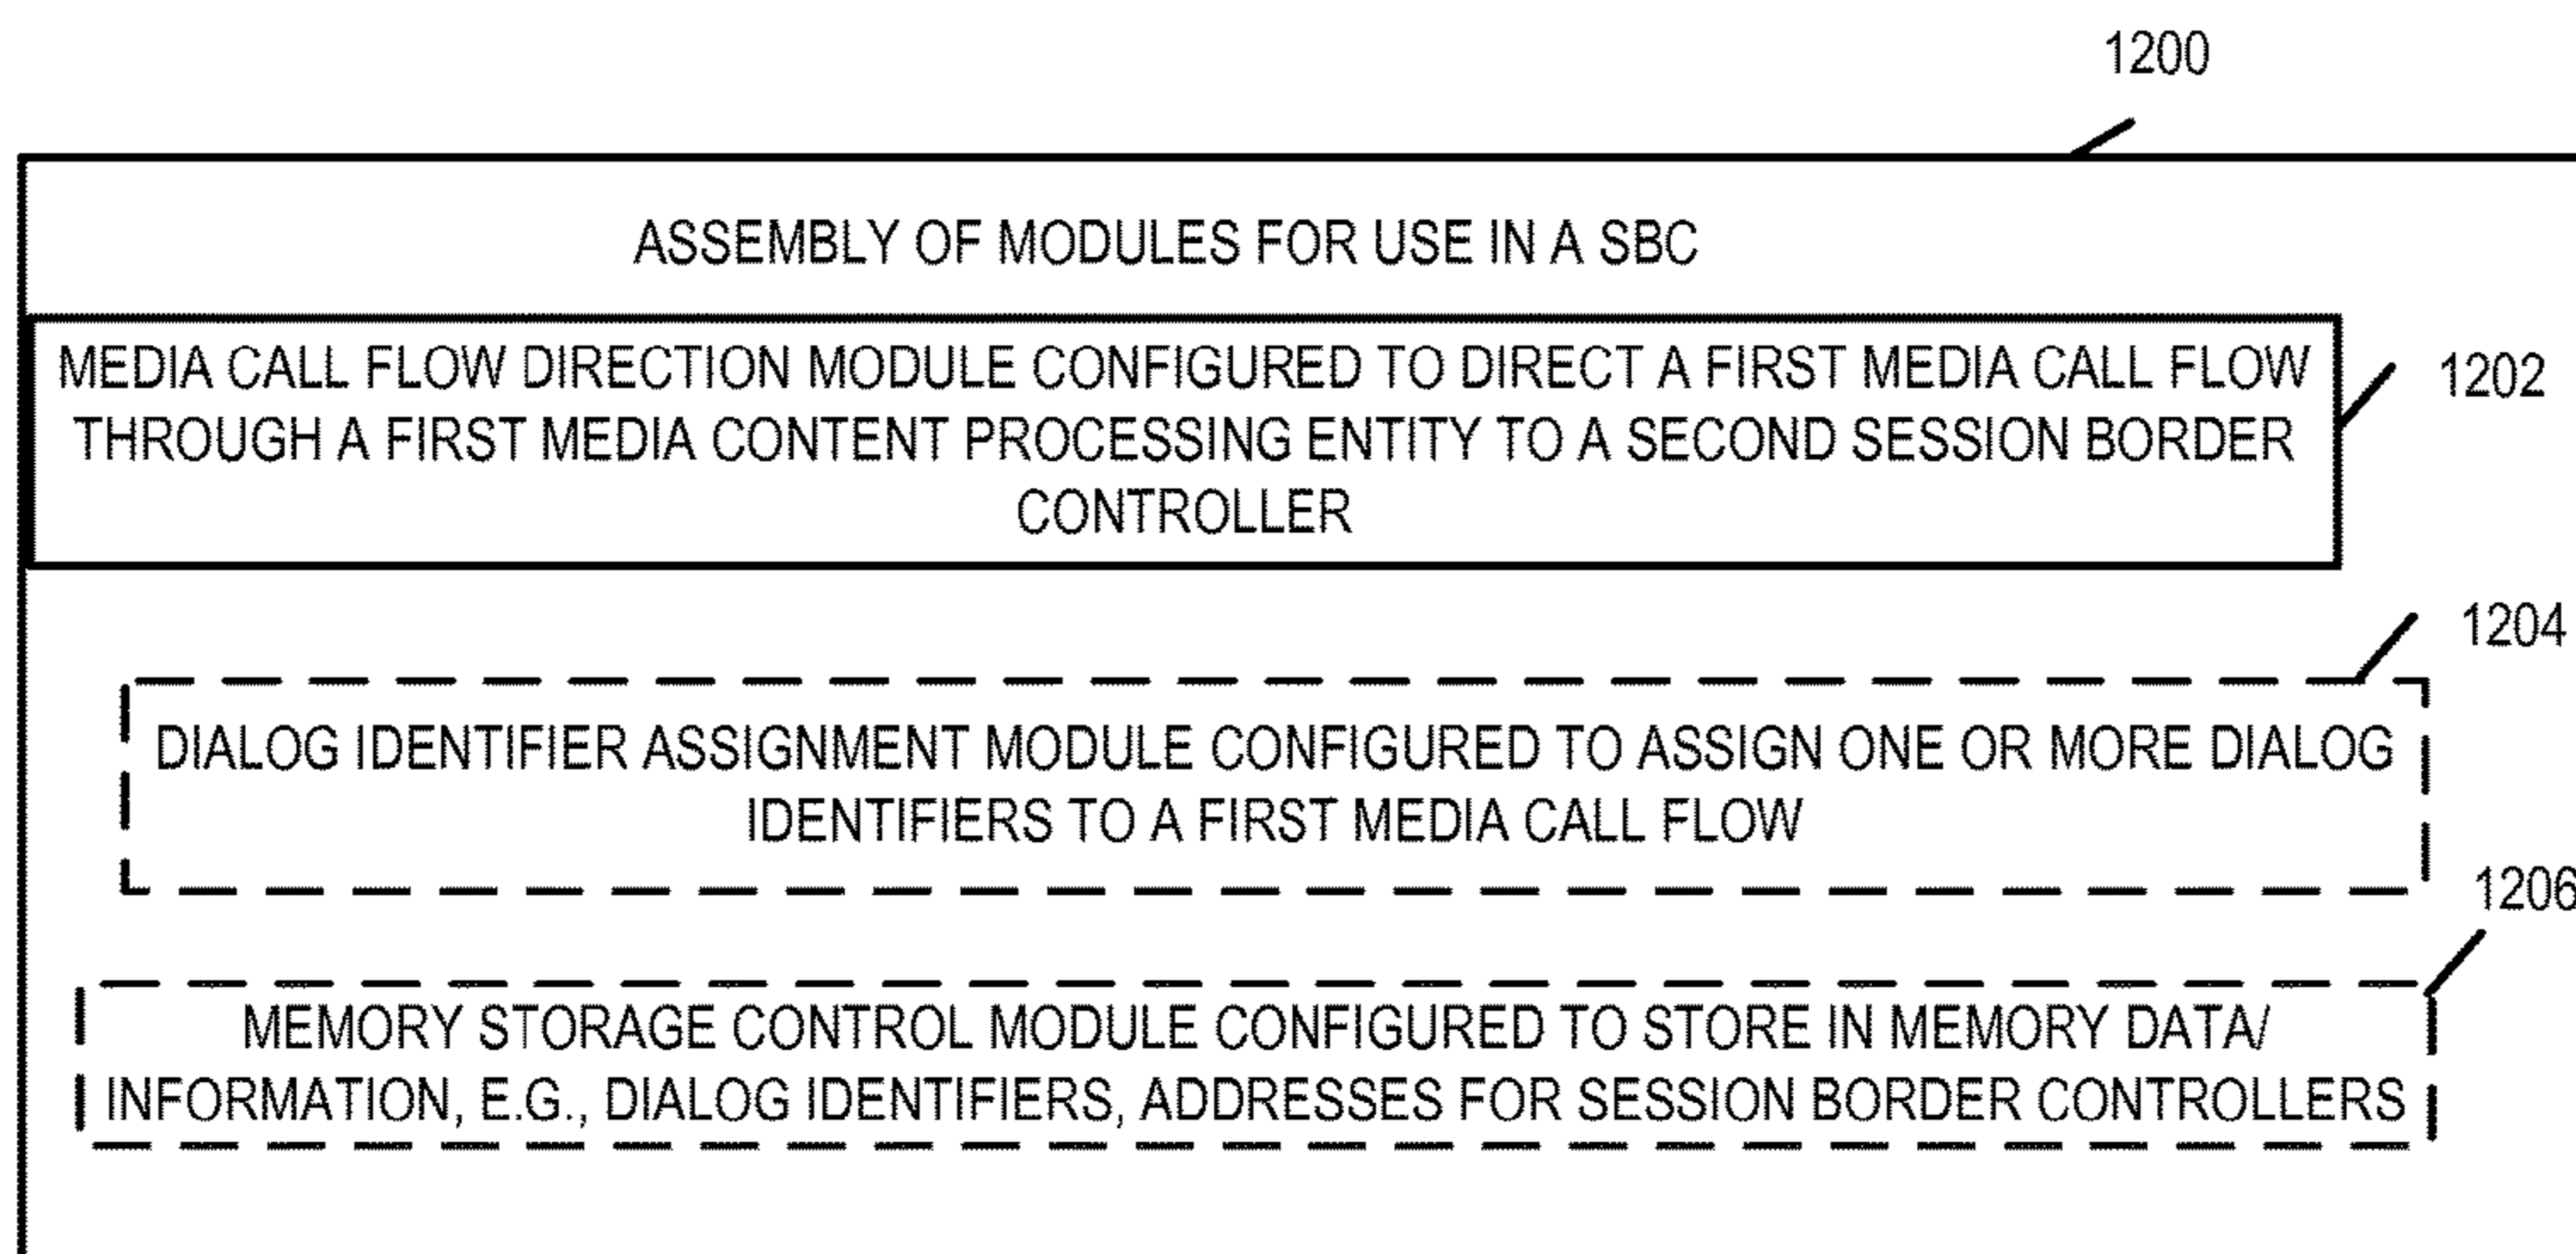 1200
ASSEMBLY OF MODULES FOR USE IN A SBC
MEDIA CALL FLOW DIRECTION MODULE CONFIGURED TO DIRECT A FIRST MEDIA CALL FLOW
THROUGH A FIRST MEDIA CONTENT PROCESSING ENTITY TO A SECOND SESSION BORDER
CONTROLLER
1202
1204
DIALOG IDENTIFIER ASSIGNMENT MODULE CONFIGURED TO ASSIGN ONE OR MORE DIALOG
IDENTIFIERS TO A FIRST MEDIA CALL FLOW
1206
MEMORY STORAGE CONTROL MODULE CONFIGURED TO STORE IN MEMORY DATA/
INFORMATION, E.G., DIALOG IDENTIFIERS, ADDRESSES FOR SESSION BORDER CONTROLLERS